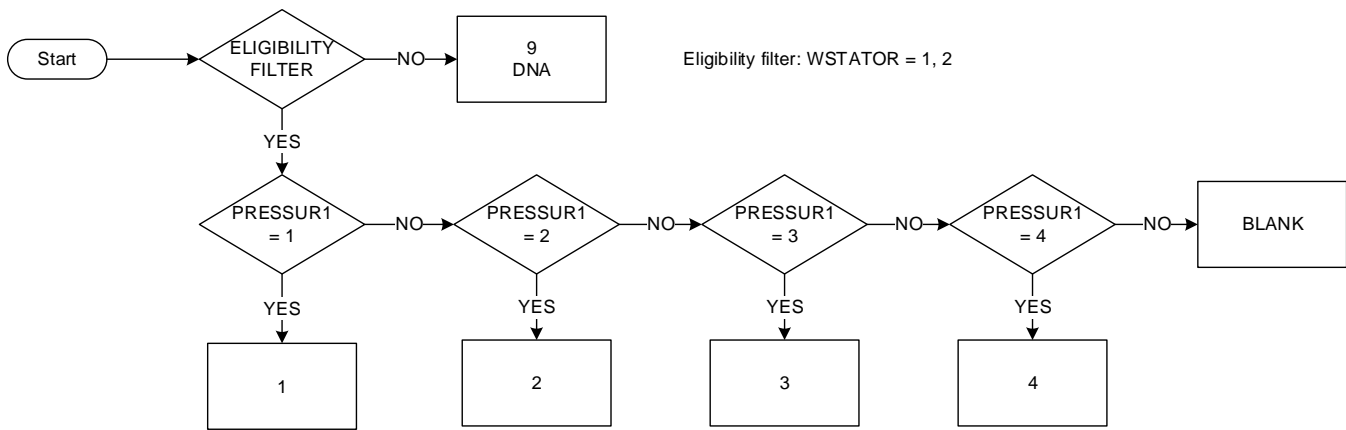 Start
ELIGIBILITY
FILTER
NO
9
DNA
Eligibility filter: WSTATOR = 1, 2
YES
PRESSUR1
= 1
NO
PRESSUR1
= 2
NO
PRESSUR1
= 3
NO
PRESSUR1
= 4
NO
BLANK
YES
YES
YES
YES
1
2
3
4